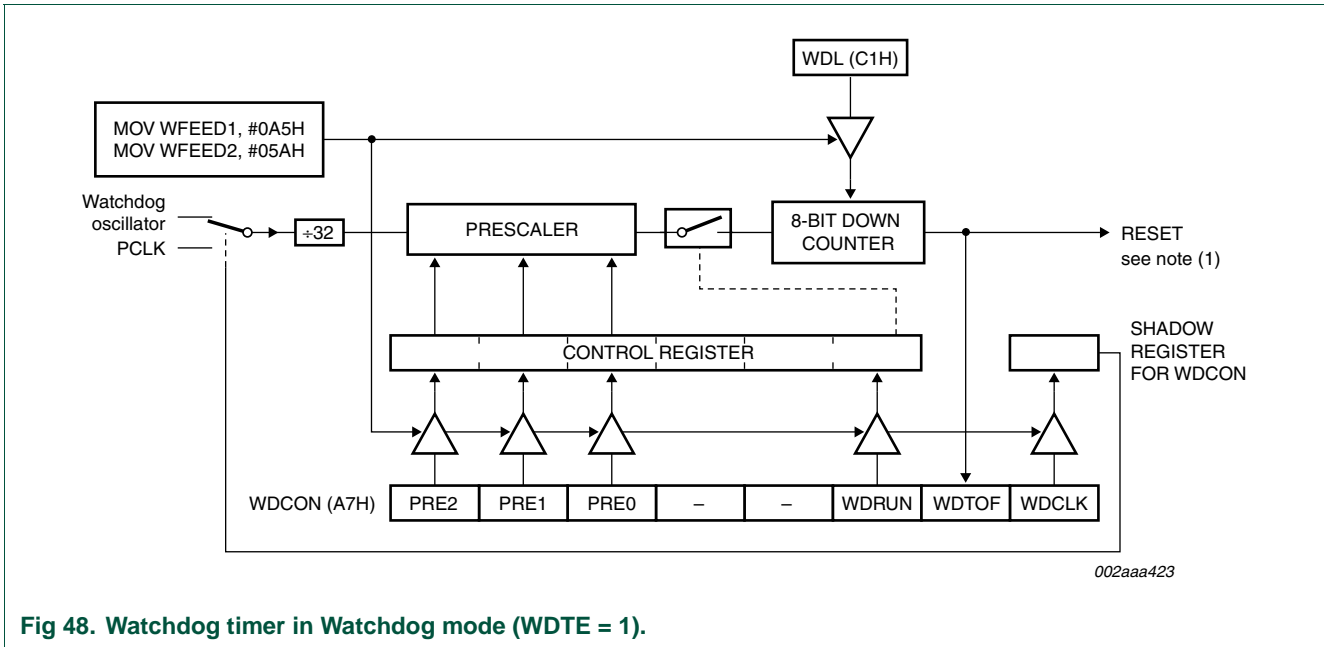 WDL (C1H)
MOV WFEED1, #0A5H
MOV WFEED2, #05AH
Watchdog
oscillator
PCLK
÷32
PRESCALER
8-BIT DOWN
COUNTER
RESET
see note (1)
CONTROL REGISTER
SHADOW
REGISTER
FOR WDCON
WDCON (A7H)
PRE2
PRE1
PRE0
–
–
WDRUN
WDTOF
WDCLK
002aaa423
Fig 48. Watchdog timer in Watchdog mode (WDTE = 1).